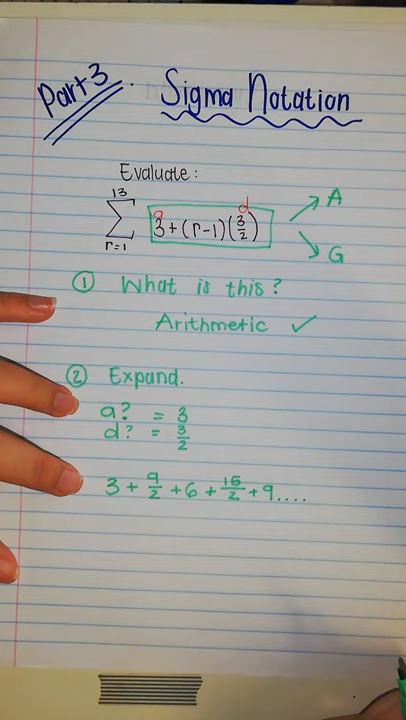 Part 3. Sigma Notation
Evaluate:
13
∑ 3 + (r-1)(3/2)
r=1
a d
A
G
① What is this?
Arithmetic ✓
② Expand.
a? = 3
d? = 3/2
3 + 9/2 + 6 + 15/2 + 9....